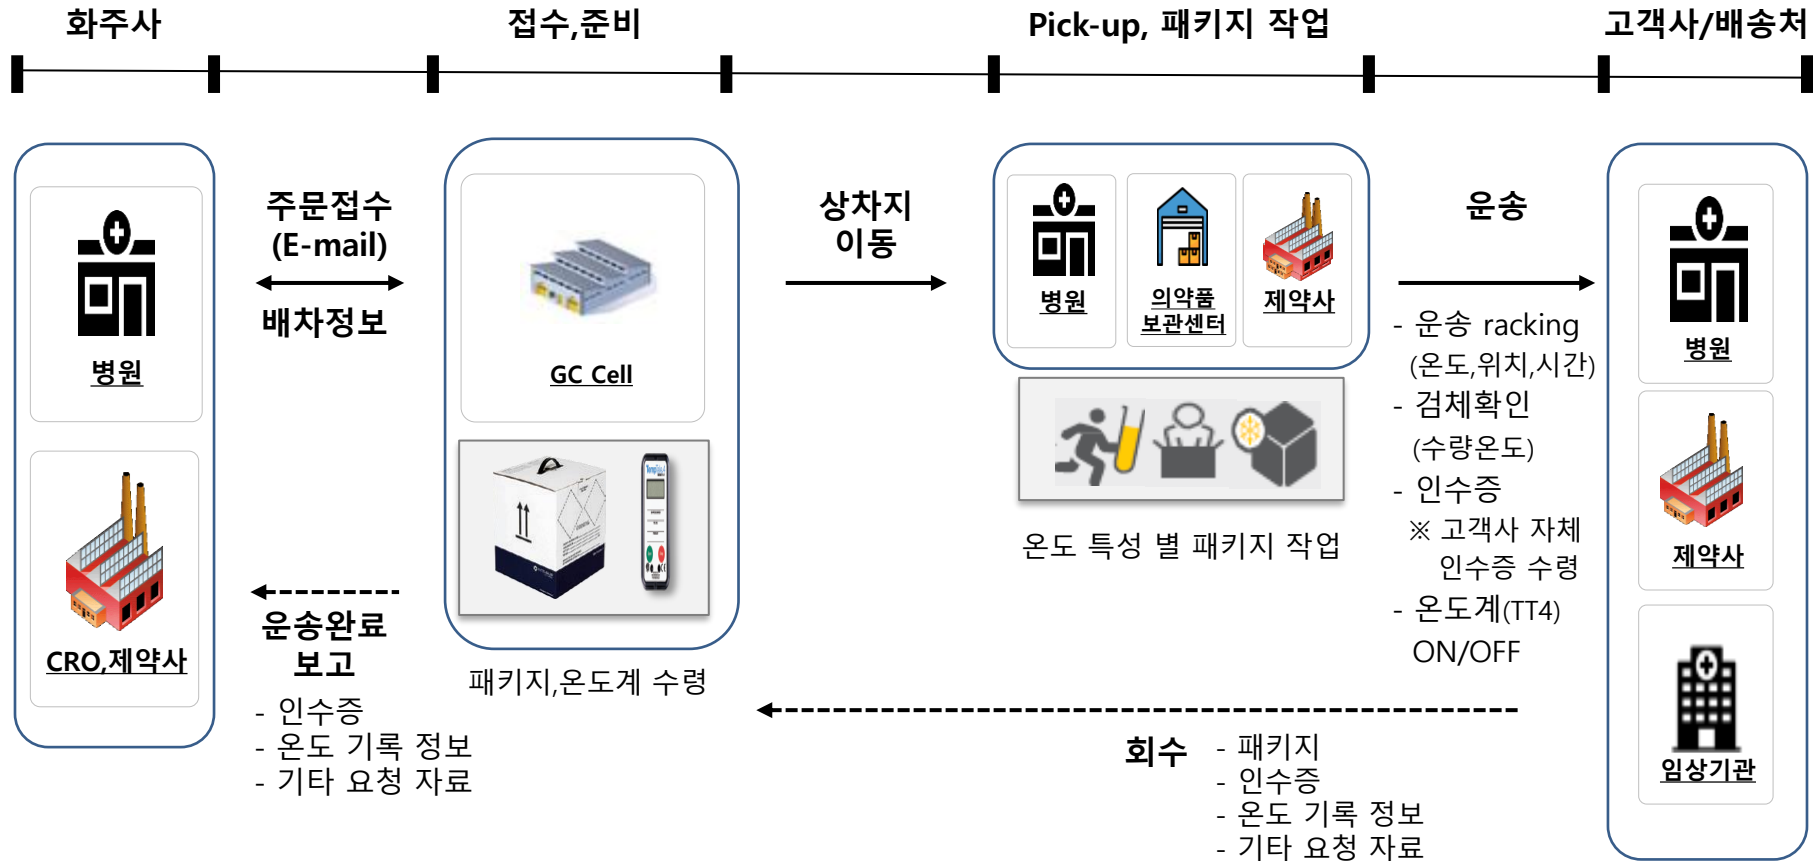 화주사
접수,준비
Pick-up, 패키지 작업
고객사/배송처
병원
CRO,제약사
주문접수
(E-mail)
배차정보
운송완료
보고
- 인수증
- 온도 기록 정보
- 기타 요청 자료
GC Cell
패키지,온도계 수령
상차지
이동
병원
의약품
보관센터
제약사
온도 특성 별 패키지 작업
운송
- 운송 racking
(온도,위치,시간)
- 검체확인
(수량온도)
- 인수증
※ 고객사 자체
인수증 수령
- 온도계(TT4)
ON/OFF
회수
- 패키지
- 인수증
- 온도 기록 정보
- 기타 요청 자료
병원
제약사
임상기관